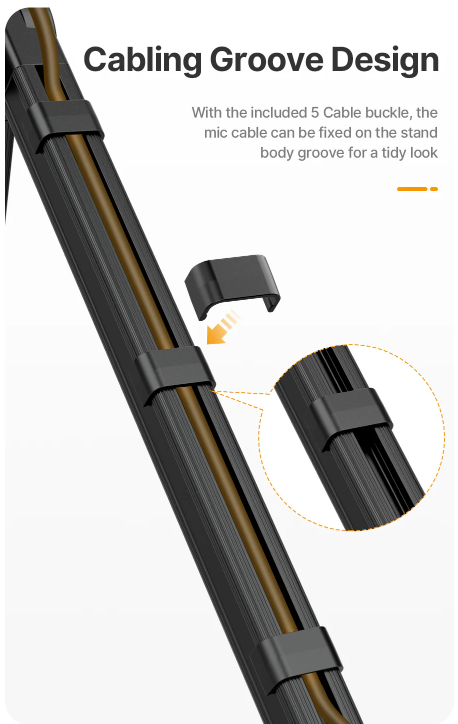 Cabling Groove Design
With the included 5 Cable buckle, the
mic cable can be fixed on the stand
body groove for a tidy look